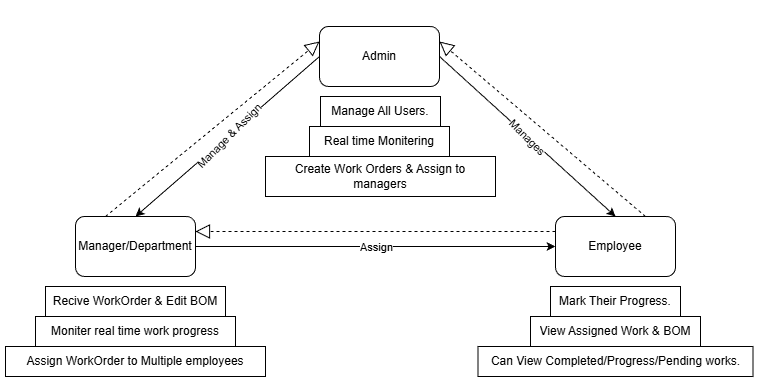 Admin
Manage All Users.
Manage & Assign
Manages
Real time Monitering
Create Work Orders & Assign to
managers
Manager/Department
Assign
Employee
Recive WorkOrder & Edit BOM
Mark Their Progress.
Moniter real time work progress
View Assigned Work & BOM
Assign WorkOrder to Multiple employees
Can View Completed/Progress/Pending works.